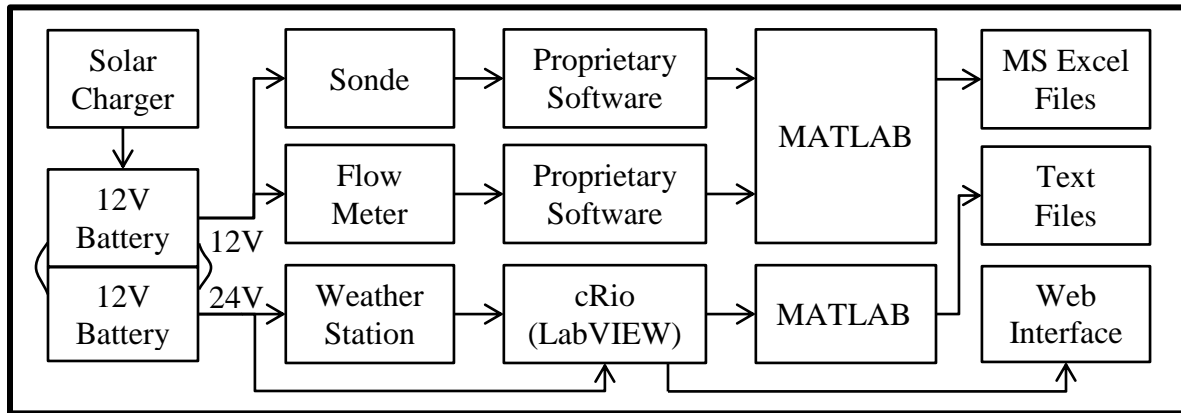 Solar
Charger
12V
Battery
12V
12V
Battery
24V
Sonde
Proprietary
Software
Flow
Meter
Proprietary
Software
MATLAB
MS Excel
Files
Text
Files
Weather
Station
cRio
(LabVIEW)
MATLAB
Web
Interface